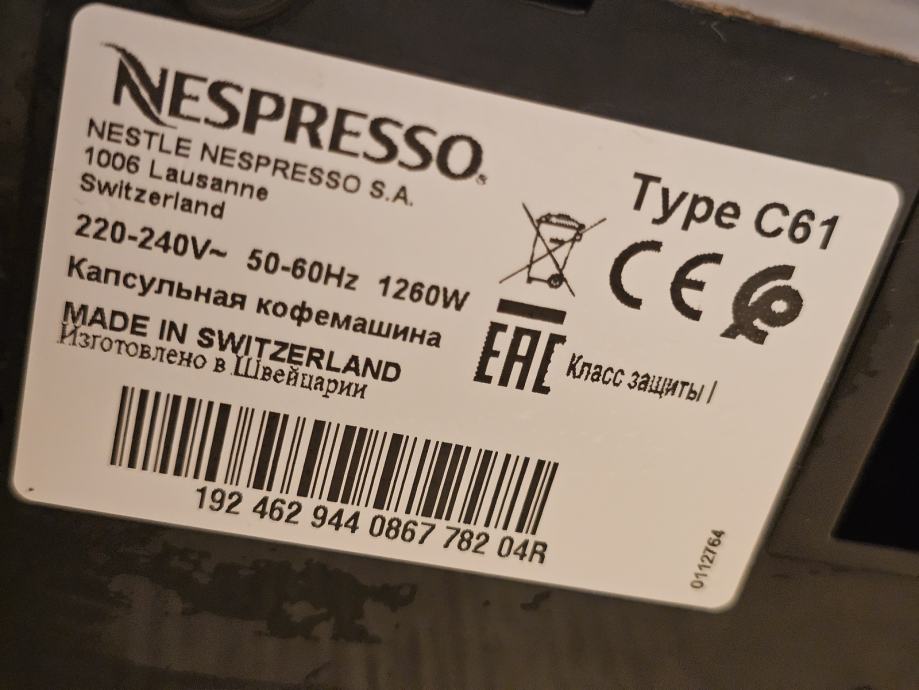 NESPRESSO
NESTLE NESPRESSO S.A.
1006 Lausanne
Switzerland
220-240V~ 50-60Hz 1260W
Капсульная кофемашина
MADE IN SWITZERLAND
Изготовлено в Швейцарии
192 462 944 0867 782 04R
Type C61
CE
EAC
Класс защиты I
0112764